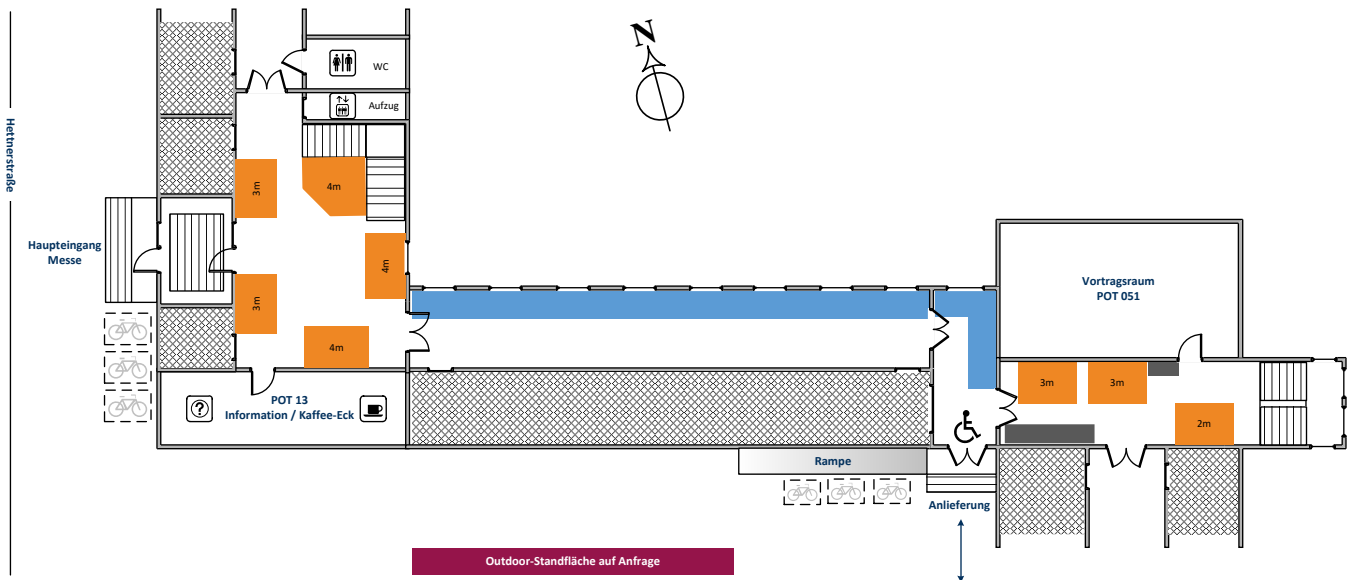 Hettnerstraße
N
WC
Aufzug
3m
4m
Haupteingang
Messe
4m
3m
4m
Vortragsraum
POT 051
POT 13
Information / Kaffee-Eck
?
3m
3m
2m
Rampe
Anlieferung
Outdoor-Standfläche auf Anfrage